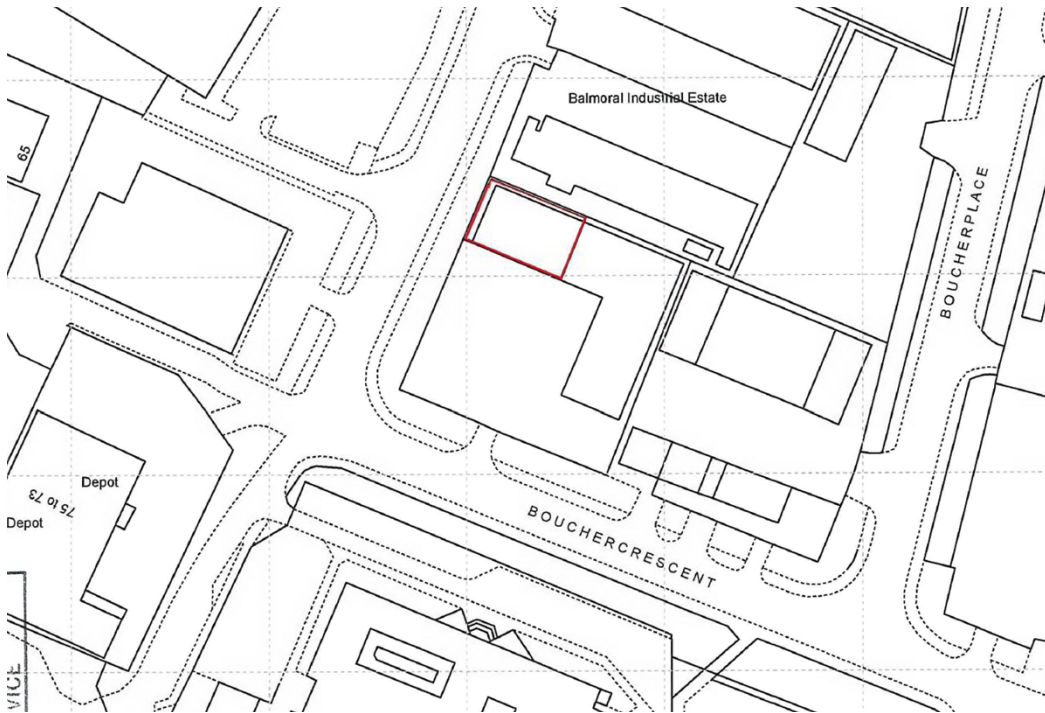 Balmoral Industrial Estate
65
BOUCHERPLACE
Depot
75 to 73
Depot
BOUCHERCRESCENT
VICE